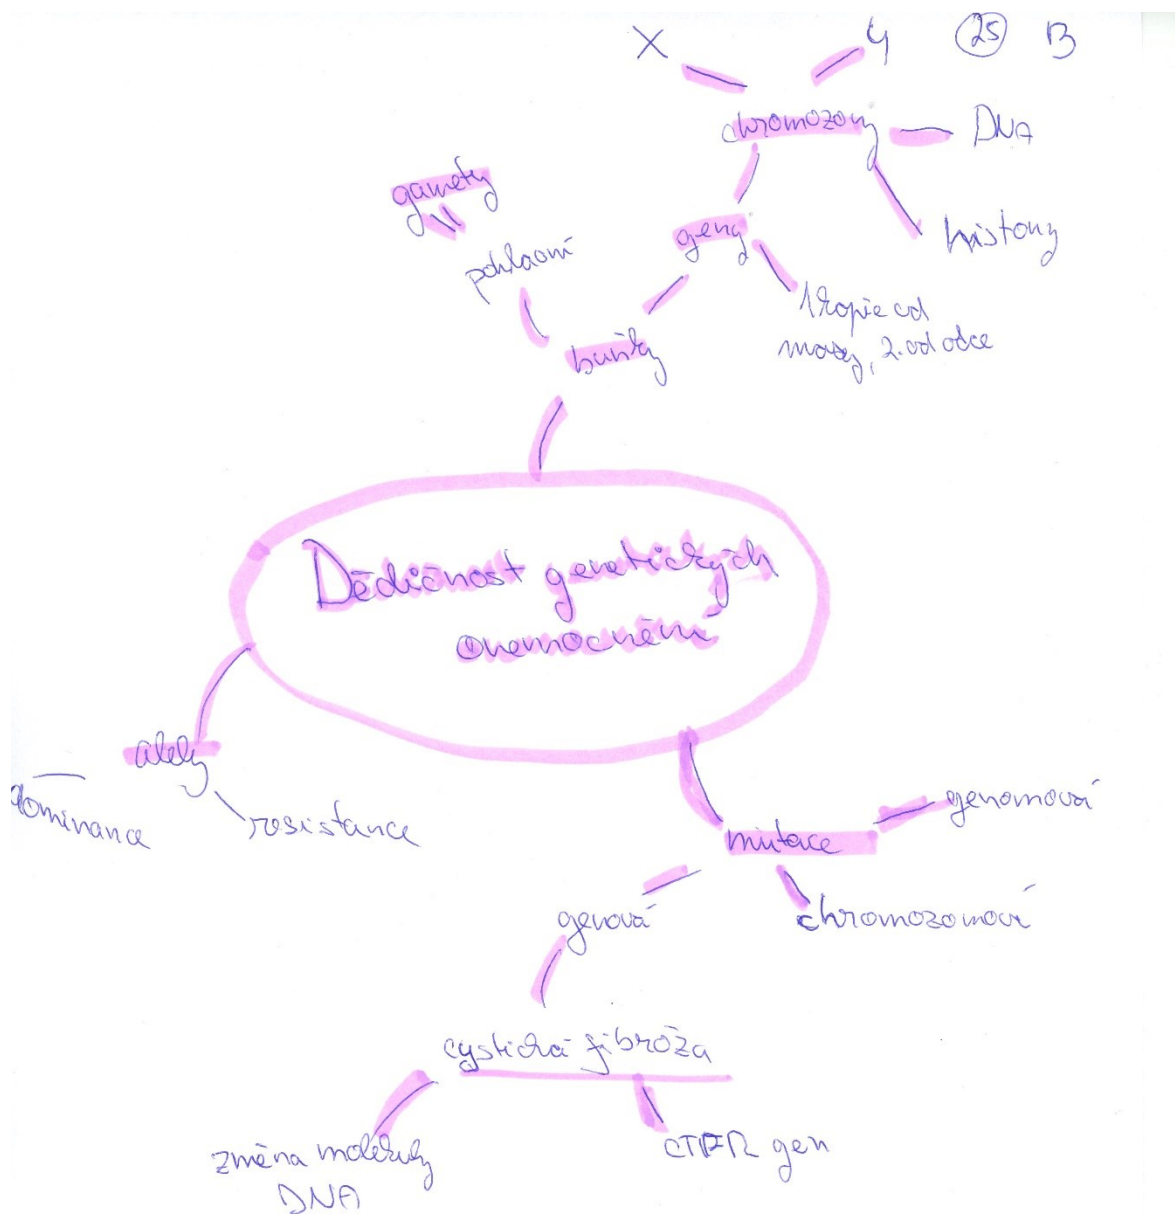 X
y
25 B
chromozomy
DNA
histony
gamety
pohlavní
geny
1 kopie od
mamy, 2. od otce
buňky
Dědičnost genetických
onemocnění
alely
dominance
resistance
mutace
genomová
genová
chromozomová
cystická fibróza
změna molekuly
DNA
CTFR gen